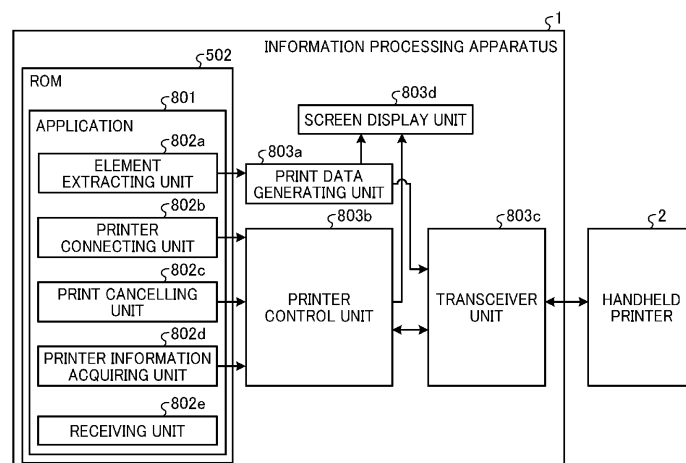 1
INFORMATION PROCESSING APPARATUS
502
ROM
801
APPLICATION
802a
ELEMENT
EXTRACTING UNIT
802b
PRINTER
CONNECTING UNIT
802c
PRINT CANCELLING
UNIT
802d
PRINTER INFORMATION
ACQUIRING UNIT
802e
RECEIVING UNIT
803d
SCREEN DISPLAY UNIT
803a
PRINT DATA
GENERATING UNIT
803b
PRINTER
CONTROL UNIT
803c
TRANSCEIVER
UNIT
2
HANDHELD
PRINTER